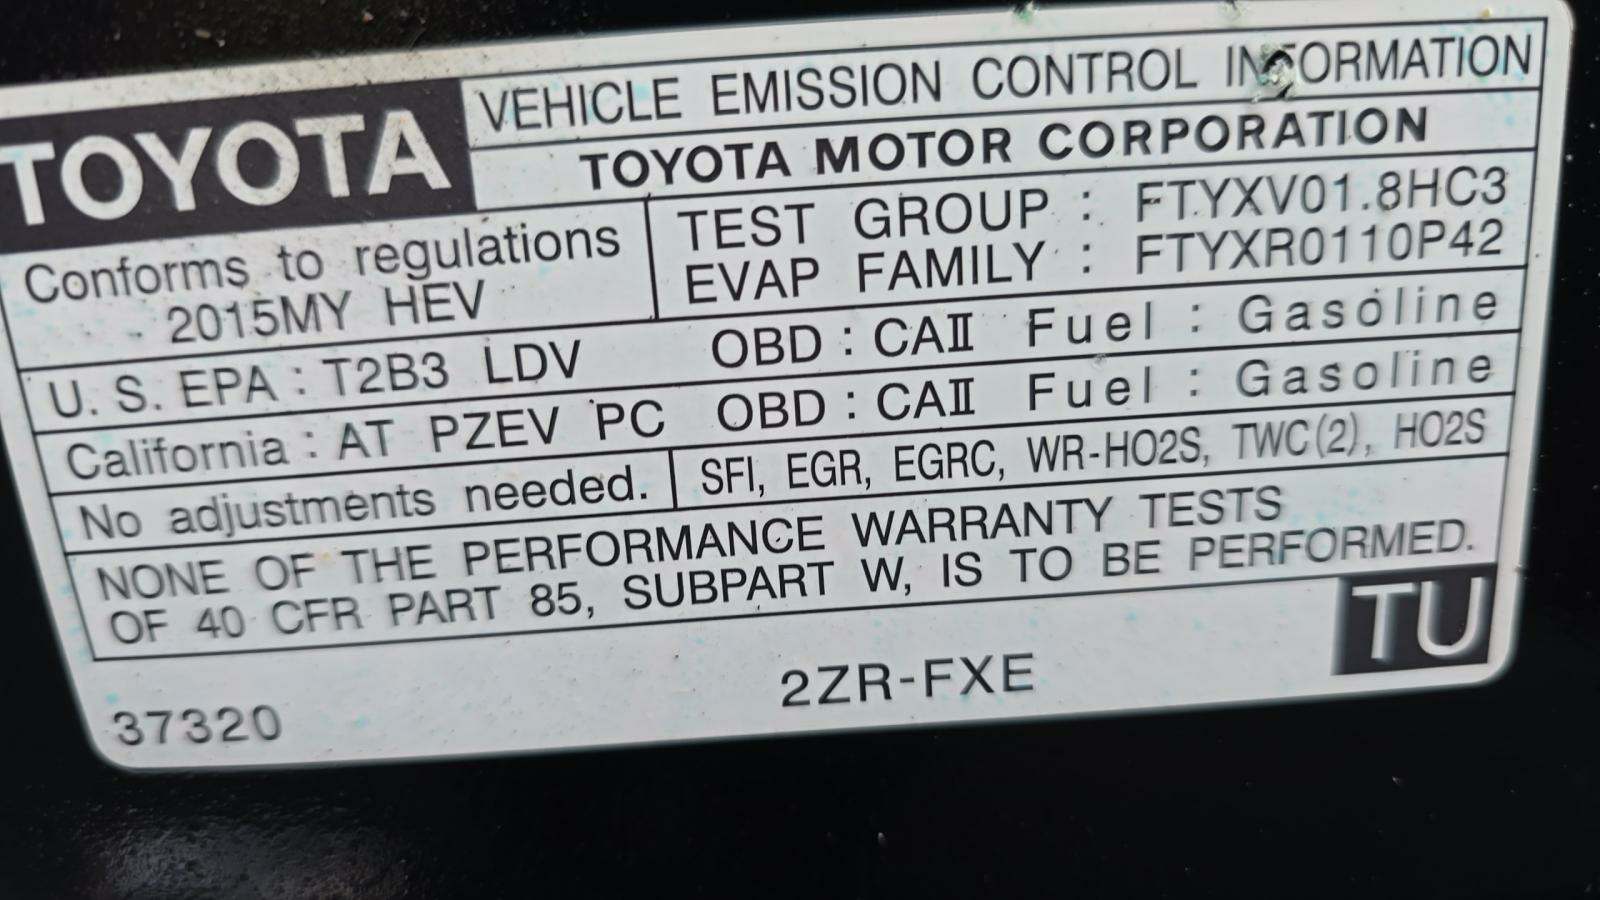 TOYOTA
VEHICLE EMISSION CONTROL INFORMATION
TOYOTA MOTOR CORPORATION
Conforms to regulations
2015MY HEV
TEST GROUP : FTYXV01.8HC3
EVAP FAMILY : FTYXR0110P42
U. S. EPA : T2B3 LDV OBD : CAⅡ Fuel : Gasoline
California : AT PZEV PC OBD : CAⅡ Fuel : Gasoline
No adjustments needed.
SFI, EGR, EGRC, WR-HO2S, TWC(2), HO2S
NONE OF THE PERFORMANCE WARRANTY TESTS
OF 40 CFR PART 85, SUBPART W, IS TO BE PERFORMED.
TU
37320
2ZR-FXE